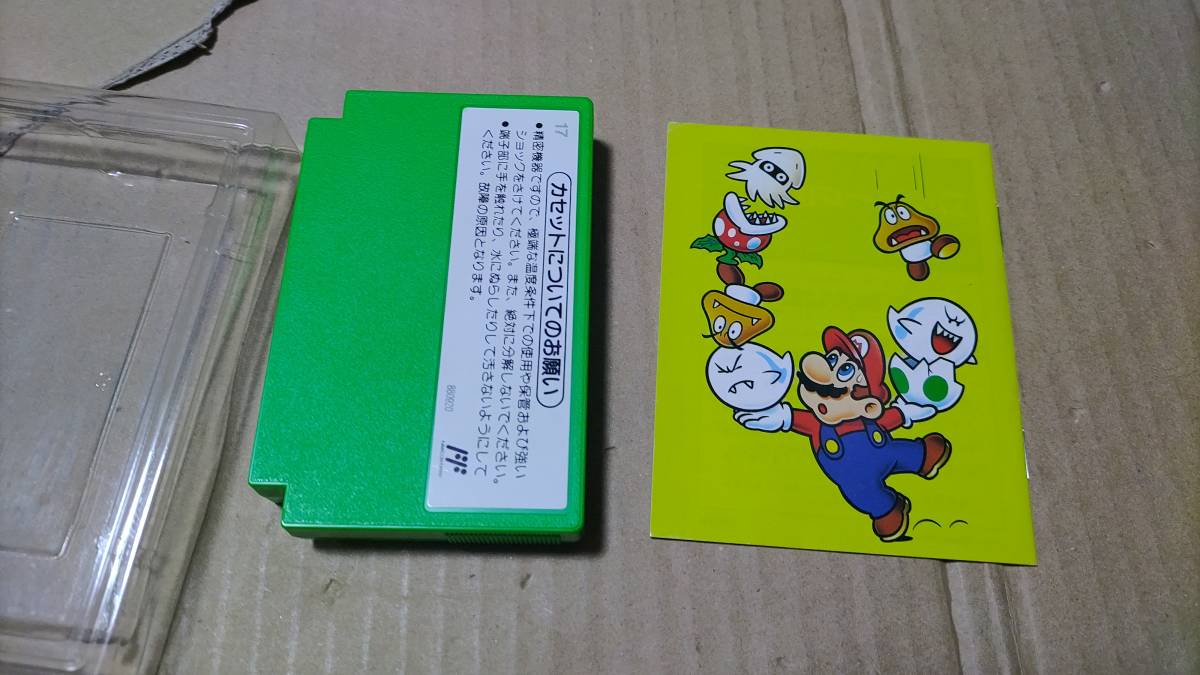 17
カセットについてのお願い
●精密機器ですので、極端な温度条件下での使用や保管および強い
ショックをさけてください。また、絶対に分解しないでください。
●端子部に手を触れたり、水にぬらしたりして汚さないようにして
ください。故障の原因となります。
880920